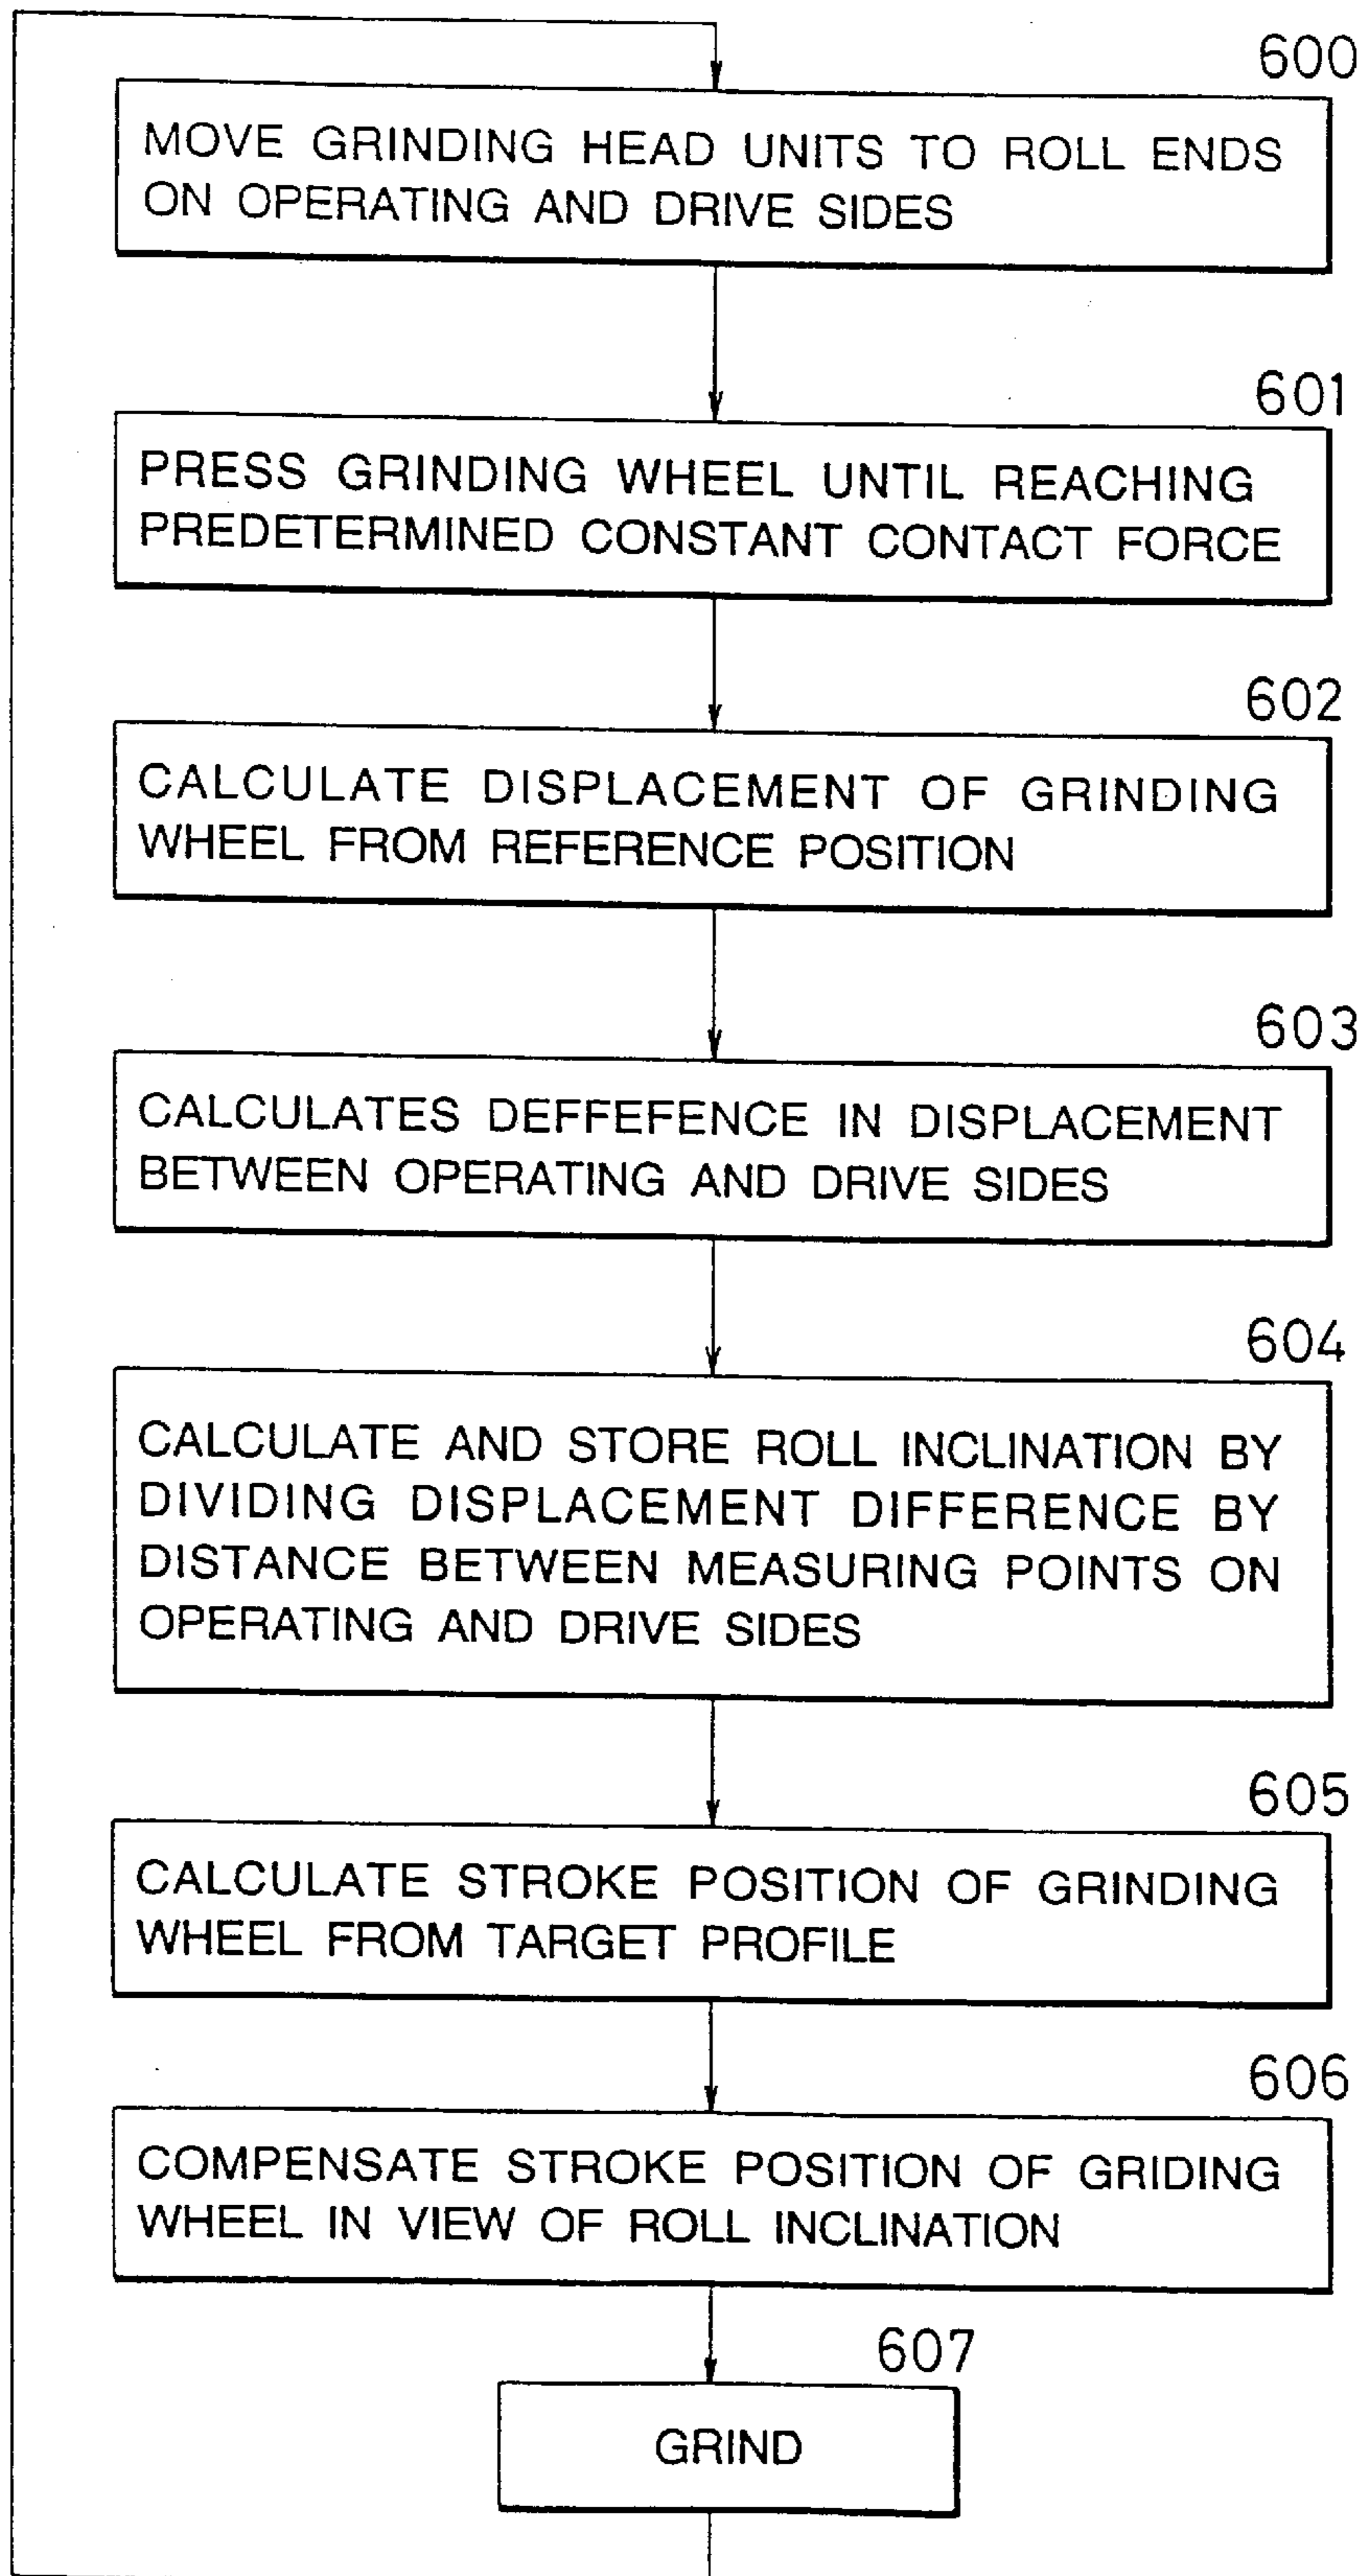 600
MOVE GRINDING HEAD UNITS TO ROLL ENDS
ON OPERATING AND DRIVE SIDES
601
PRESS GRINDING WHEEL UNTIL REACHING
PREDETERMINED CONSTANT CONTACT FORCE
602
CALCULATE DISPLACEMENT OF GRINDING
WHEEL FROM REFERENCE POSITION
603
CALCULATES DEFFEFENCE IN DISPLACEMENT
BETWEEN OPERATING AND DRIVE SIDES
604
CALCULATE AND STORE ROLL INCLINATION BY
DIVIDING DISPLACEMENT DIFFERENCE BY
DISTANCE BETWEEN MEASURING POINTS ON
OPERATING AND DRIVE SIDES
605
CALCULATE STROKE POSITION OF GRINDING
WHEEL FROM TARGET PROFILE
606
COMPENSATE STROKE POSITION OF GRIDING
WHEEL IN VIEW OF ROLL INCLINATION
607
GRIND